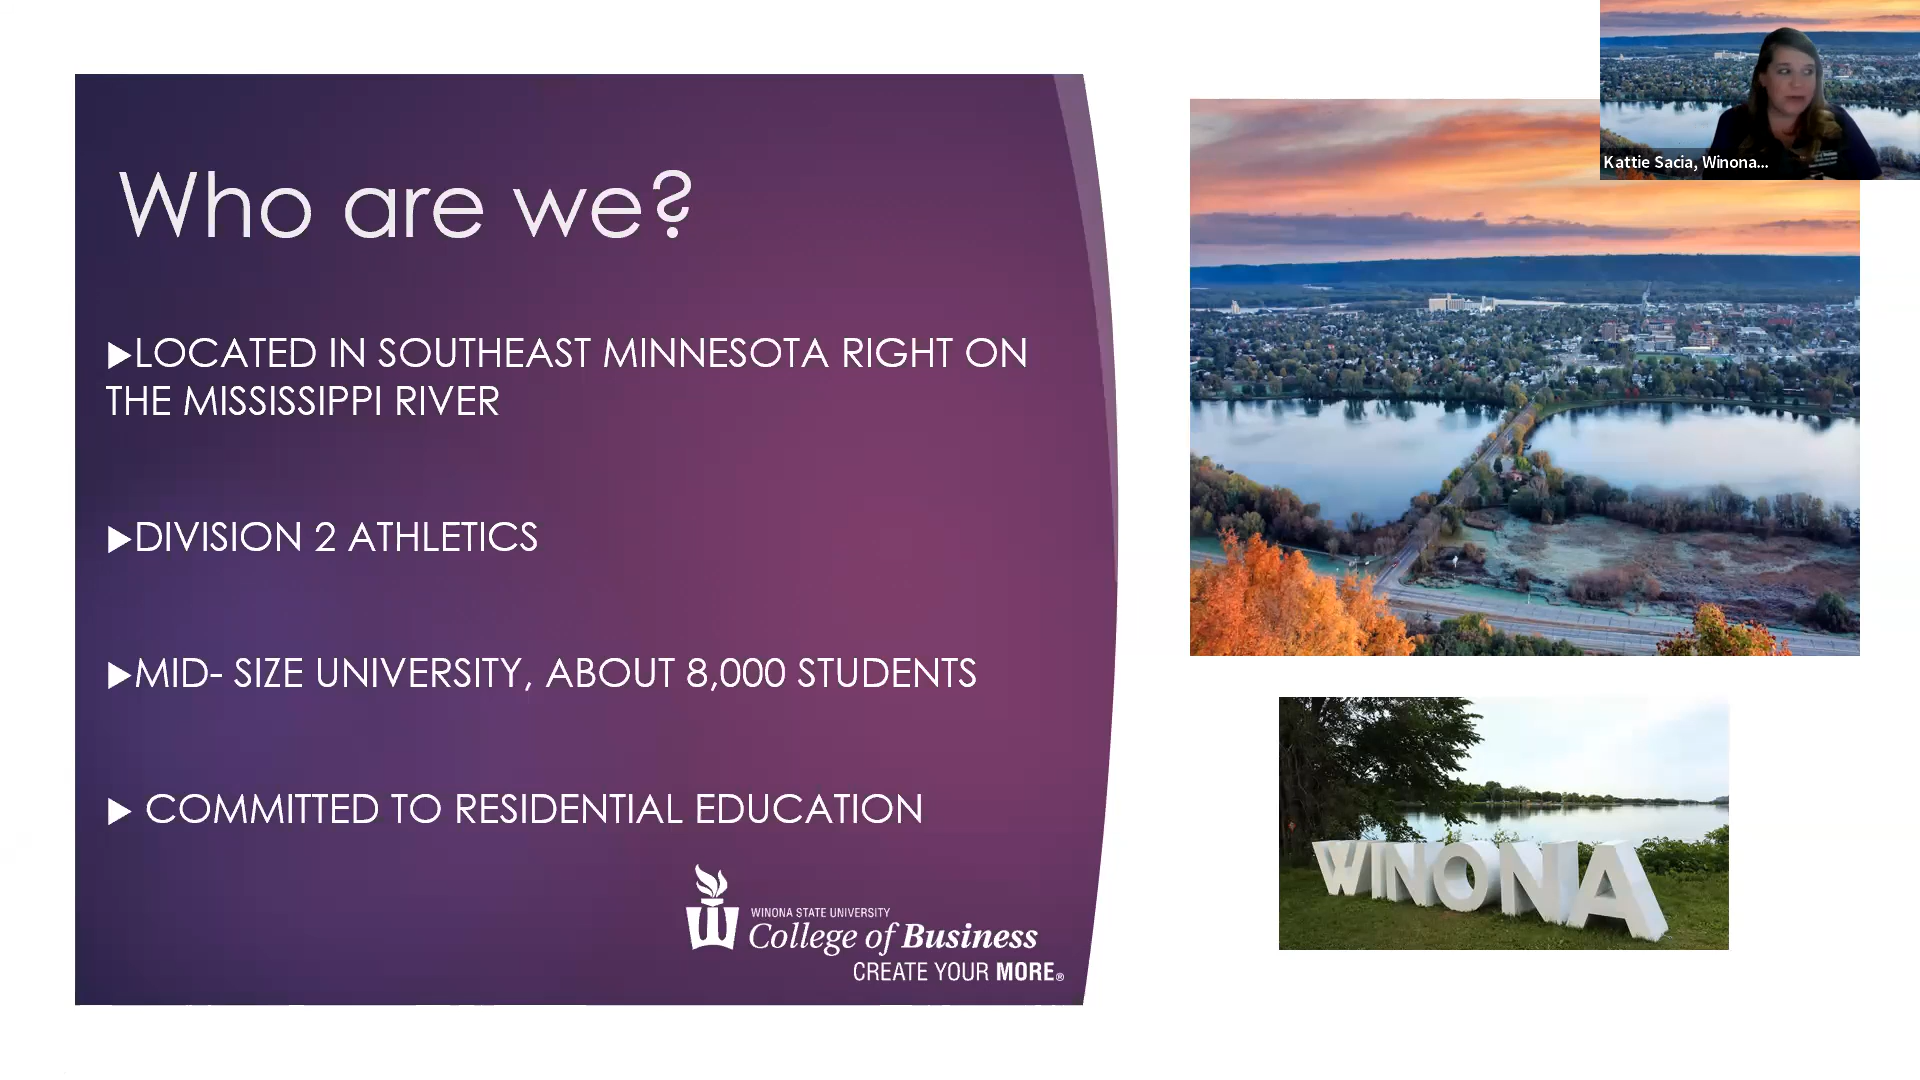 Who are we?
▶LOCATED IN SOUTHEAST MINNESOTA RIGHT ON
THE MISSISSIPPI RIVER
▶DIVISION 2 ATHLETICS
▶MID- SIZE UNIVERSITY, ABOUT 8,000 STUDENTS
▶ COMMITTED TO RESIDENTIAL EDUCATION
W
WINONA STATE UNIVERSITY
College of Business
CREATE YOUR MORE®
Kattie Sacia, Winona...
WINONA